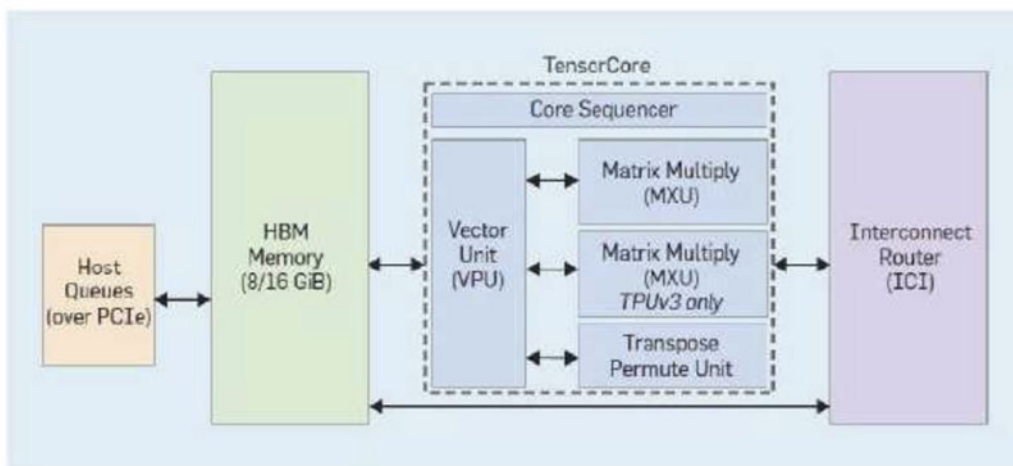 TensorCore
Core Sequencer
Host
Queues
(over PCIe)
HBM
Memory
(8/16 GiB)
Vector
Unit
(VPU)
Matrix Multiply
(MXU)
Matrix Multiply
(MXU)
TPUv3 only
Transpose
Permute Unit
Interconnect
Router
(ICI)